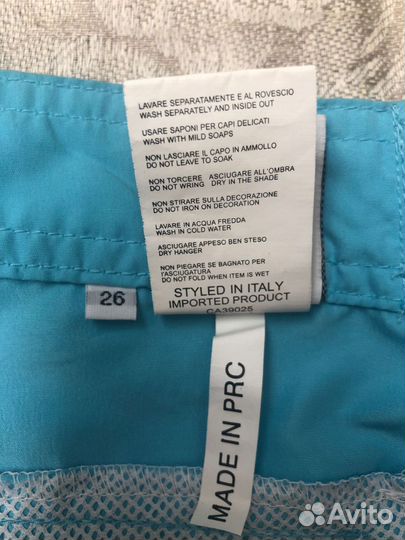 LAVARE SEPARATAMENTE E AL ROVESCIO
WASH SEPARATELY AND INSIDE OUT
USARE SAPONI PER CAPI DELICATI
WASH WITH MILD SOAPS
NON LASCIARE IL CAPO IN AMMOLLO
DO NOT LEAVE TO SOAK
NON TORCERE ASCIUGARE ALL'OMBRA
DO NOT WRING DRY IN THE SHADE
NON STIRARE SULLA DECORAZIONE
DO NOT IRON ON DECORATION
LAVARE IN ACQUA FREDDA
WASH IN COLD WATER
ASCIUGARE APPESO BEN STESO
DRY HANGER
NON PIEGARE SE BAGNATO PER
L'ASCIUGATURA
DO NOT FOLD WHEN ITEM IS WET
STYLED IN ITALY
IMPORTED PRODUCT
CA39025
26
MADE IN PRC
Avito